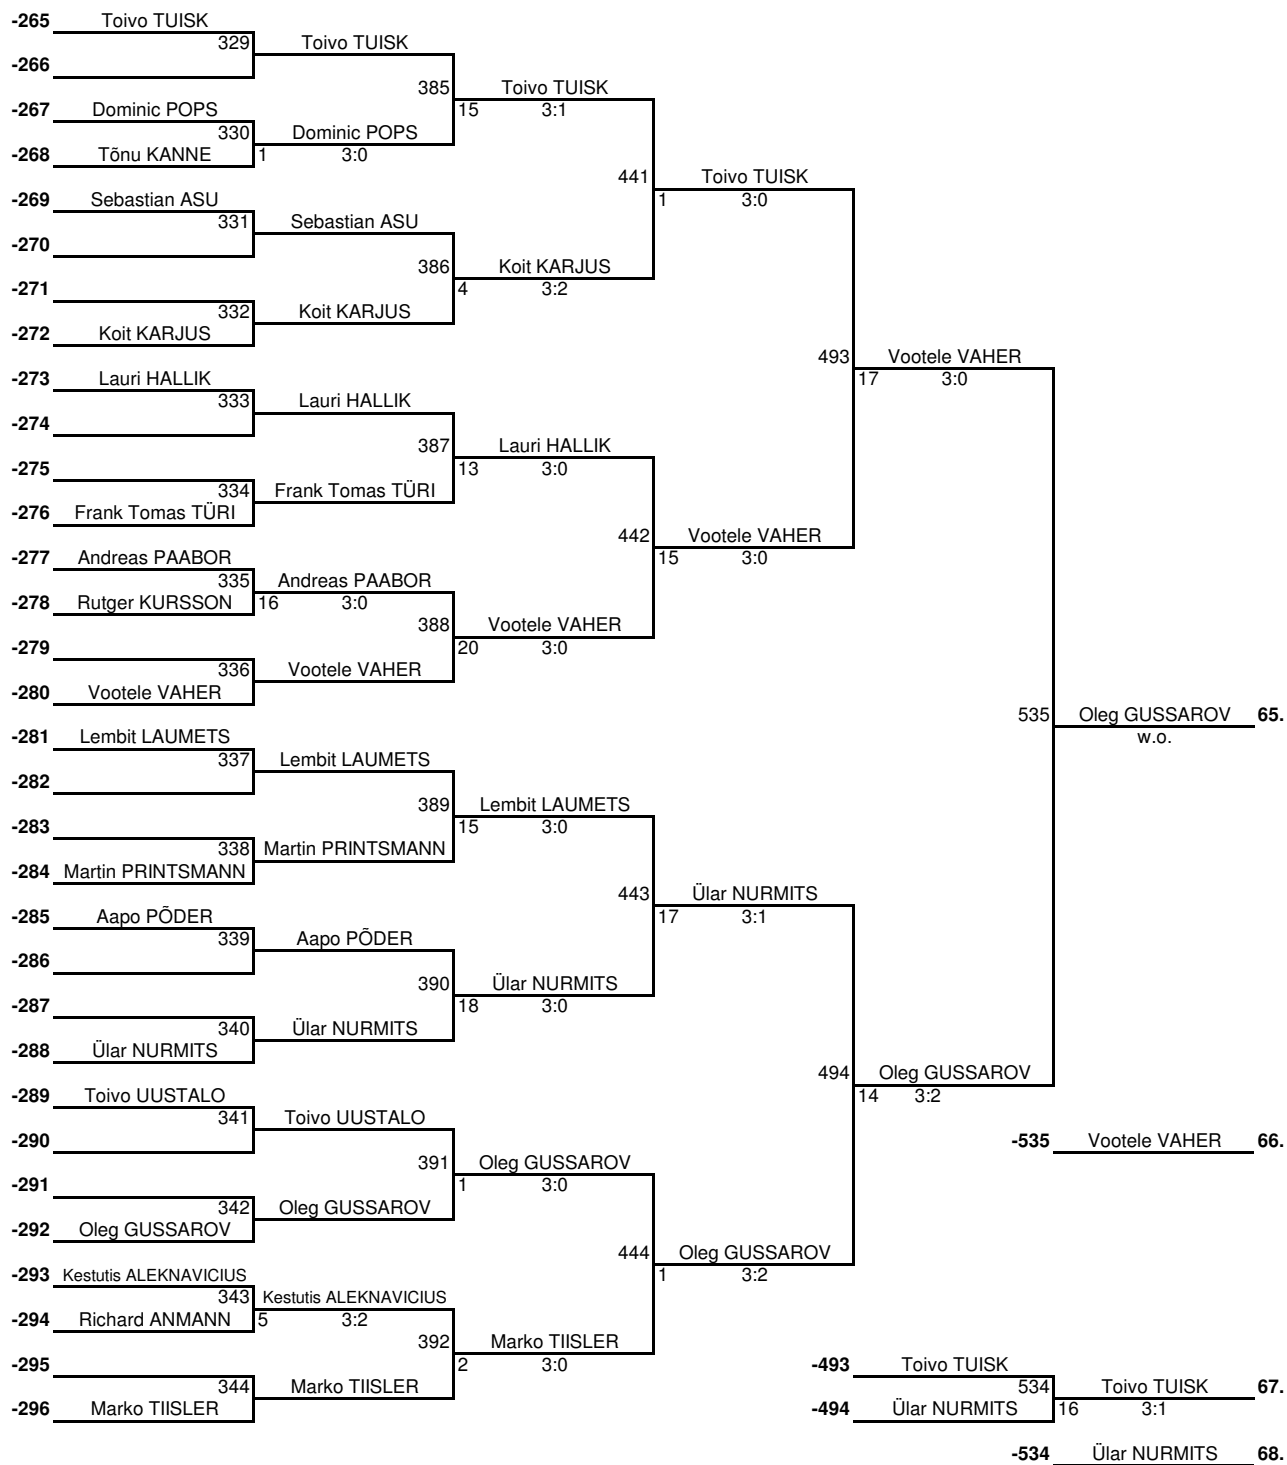 -265 Toivo TUISK
329 Toivo TUISK
-266
385 Toivo TUISK
15 3:1
-267 Dominic POPS
330 Dominic POPS
-268 Tõnu KANNE 1 3:0
441 Toivo TUISK
1 3:0
-269 Sebastian ASU
331 Sebastian ASU
-270
386 Koit KARJUS
4 3:2
-271
332 Koit KARJUS
-272 Koit KARJUS
493 Vootele VAHER
17 3:0
-273 Lauri HALLIK
333 Lauri HALLIK
-274
387 Lauri HALLIK
13 3:0
-275
334 Frank Tomas TÜRI
-276 Frank Tomas TÜRI
442 Vootele VAHER
15 3:0
-277 Andreas PAABOR
335 Andreas PAABOR
-278 Rutger KURSSON 16 3:0
388 Vootele VAHER
20 3:0
-279
336 Vootele VAHER
-280 Vootele VAHER
535 Oleg GUSSAROV 65.
w.o.
-281 Lembit LAUMETS
337 Lembit LAUMETS
-282
389 Lembit LAUMETS
15 3:0
-283
338 Martin PRINTSMANN
-284 Martin PRINTSMANN
443 Ülar NURMITS
17 3:1
-285 Aapo PÕDER
339 Aapo PÕDER
-286
390 Ülar NURMITS
18 3:0
-287
340 Ülar NURMITS
-288 Ülar NURMITS
494 Oleg GUSSAROV
14 3:2
-289 Toivo UUSTALO
341 Toivo UUSTALO
-290
-535 Vootele VAHER 66.
391 Oleg GUSSAROV
1 3:0
-291
342 Oleg GUSSAROV
-292 Oleg GUSSAROV
444 Oleg GUSSAROV
1 3:2
-293 Kestutis ALEKNAVICIUS
343 Kestutis ALEKNAVICIUS
-294 Richard ANMANN 5 3:2
392 Marko TIISLER
2 3:0
-295
344 Marko TIISLER
-296 Marko TIISLER
-493 Toivo TUISK
534 Toivo TUISK 67.
-494 Ülar NURMITS 16 3:1
-534 Ülar NURMITS 68.